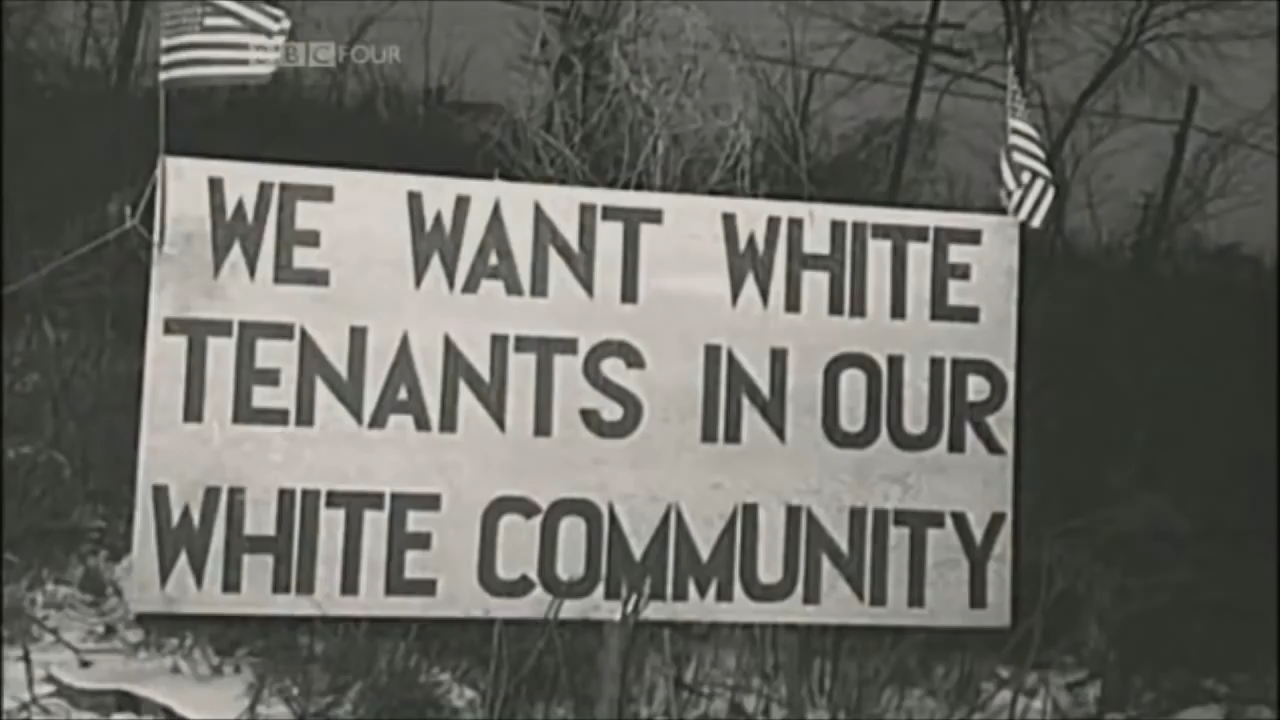 BBC FOUR
WE WANT WHITE
TENANTS IN OUR
WHITE COMMUNITY